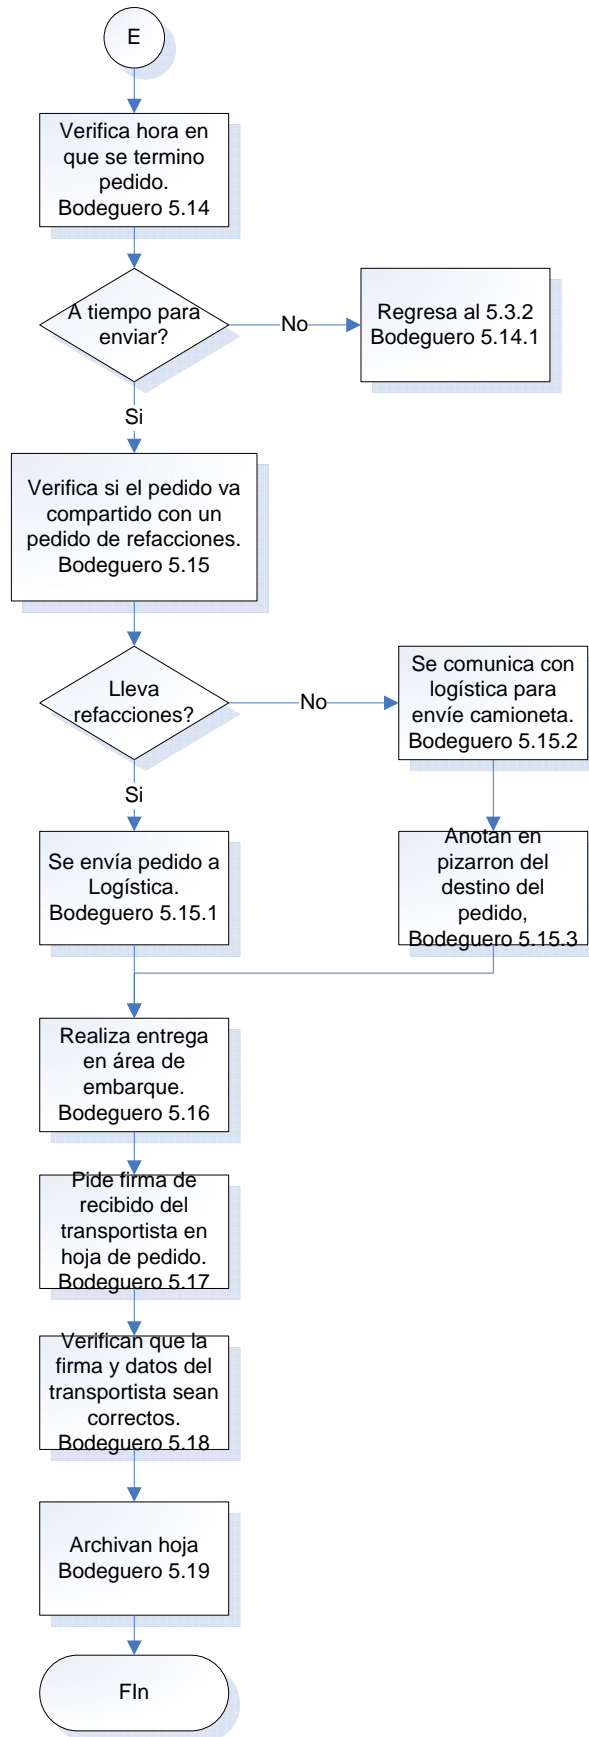 E
Verifica hora en
que se termino
pedido.
Bodeguero 5.14
A tiempo para
enviar?
No
Regresa al 5.3.2
Bodeguero 5.14.1
Si
Verifica si el pedido va
compartido con un
pedido de refacciones.
Bodeguero 5.15
Lleva
refacciones?
No
Se comunica con
logística para
envíe camioneta.
Bodeguero 5.15.2
Si
Se envía pedido a
Logística.
Bodeguero 5.15.1
Anotan en
pizarron del
destino del
pedido,
Bodeguero 5.15.3
Realiza entrega
en área de
embarque.
Bodeguero 5.16
Pide firma de
recibido del
transportista en
hoja de pedido.
Bodeguero 5.17
Verifican que la
firma y datos del
transportista sean
correctos.
Bodeguero 5.18
Archivan hoja
Bodeguero 5.19
FIn